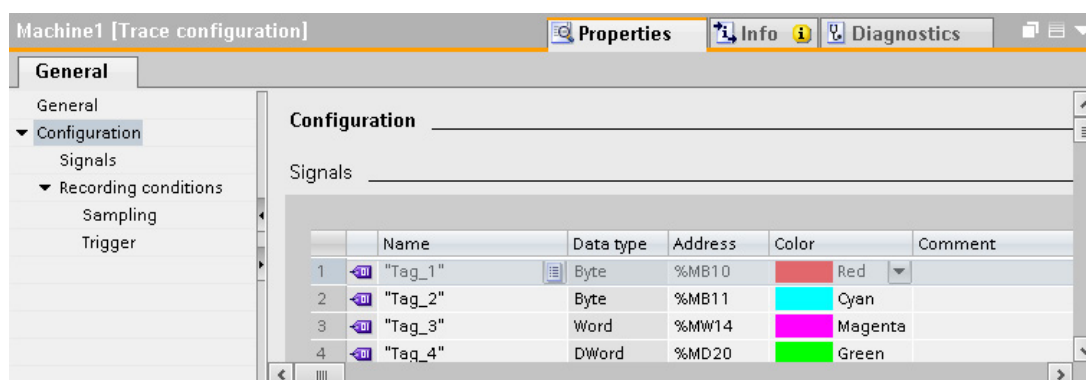 Machine1 [Trace configuration]
Properties
Info
Diagnostics
General
General
Configuration
Signals
Recording conditions
Sampling
Trigger
Configuration
Signals
Name Data type Address Color Comment
1 "Tag_1" Byte %MB10 Red
2 "Tag_2" Byte %MB11 Cyan
3 "Tag_3" Word %MW14 Magenta
4 "Tag_4" DWord %MD20 Green